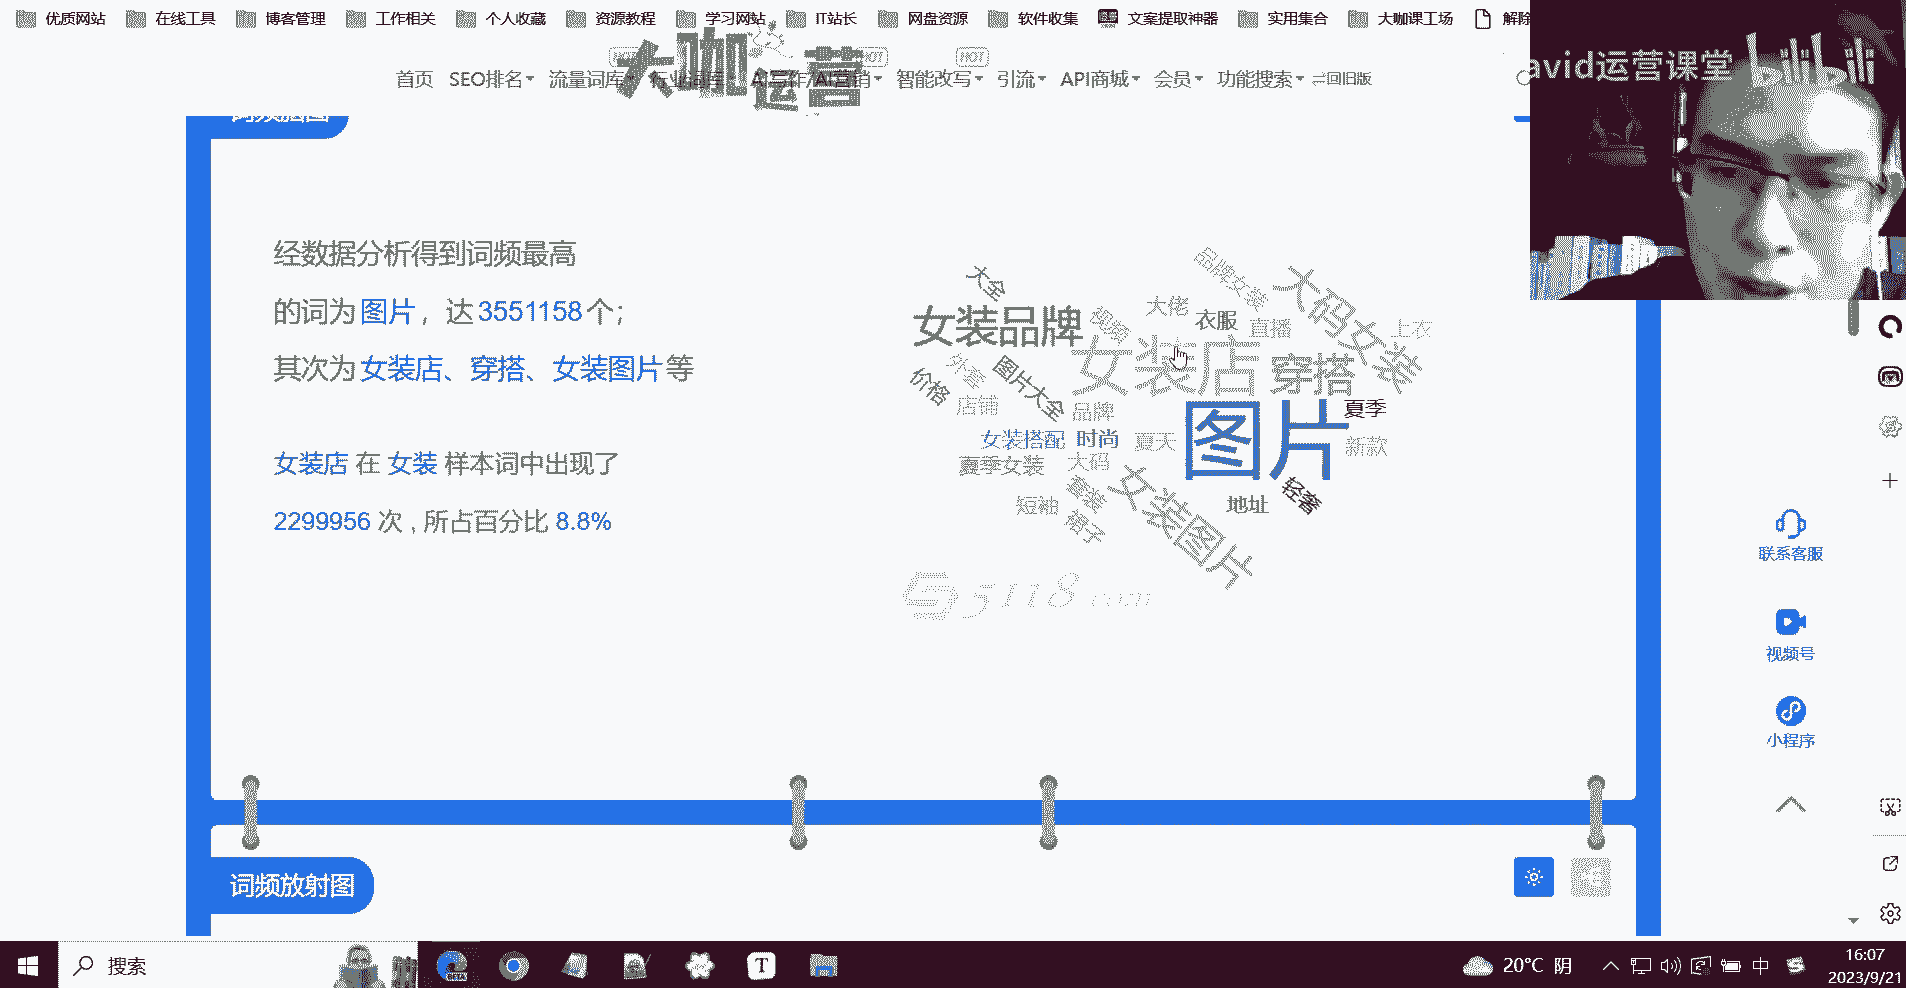 优质网站 在线工具 博客管理 工作相关 个人收藏 资源教程 学习网站 IT站长 网盘资源 软件收集 文案提取神器 实用集合 大咖课工场 解除
大咖运营
avid运营课堂 bilibili
HOT HOT HOT
首页 SEO排名 流量词库 行业词库 AI写作/AI营销 智能改写 引流 API商城 会员 功能搜索 回旧版
词频脑图
经数据分析得到词频最高
的词为 图片 ，达 3551158 个；
其次为 女装店、穿搭、女装图片 等
女装店 在 女装 样本词中出现了
2299956 次 , 所占百分比 8.8%
大全
品牌女装
大码女装
女装品牌
视频
大佬
衣服
直播
上衣
外套
图片大全
女装店
穿搭
价格
店铺
品牌
图片
夏季
女装搭配
时尚
夏天
新款
夏季女装
大码
套装
女装图片
轻奢
短袖
裙子
地址
5118.com
联系客服
视频号
小程序
词频放射图
搜索
BETA
T
20°C 阴
中
16:07
2023/9/21